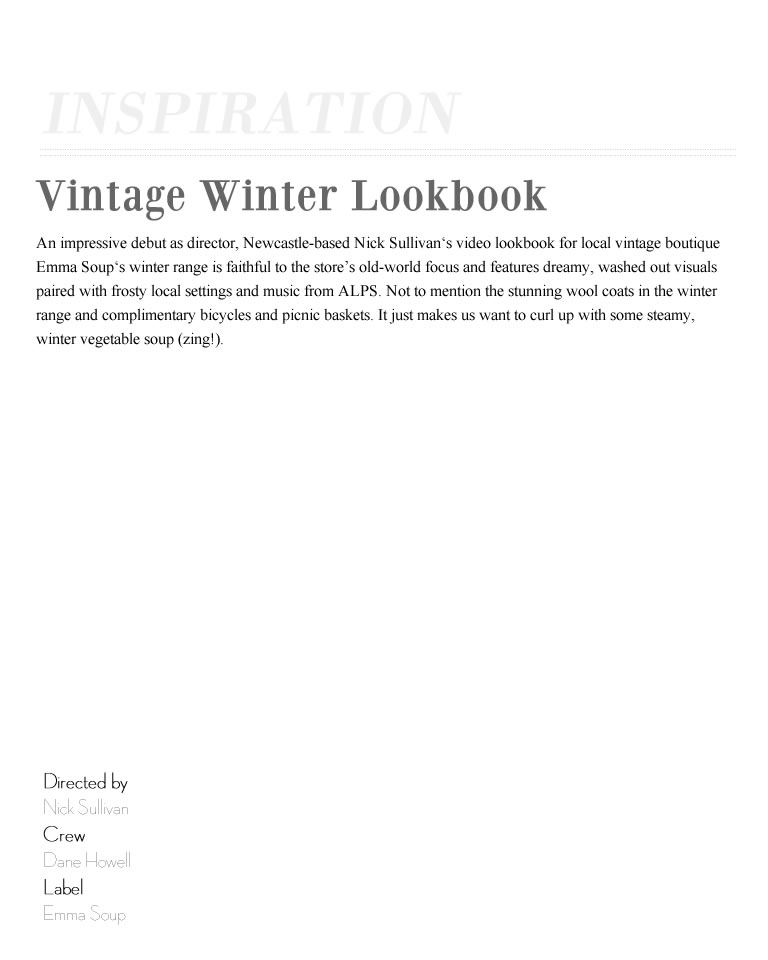 INSPIRATION
Vintage Winter Lookbook
An impressive debut as director, Newcastle-based Nick Sullivan‘s video lookbook for local vintage boutique
Emma Soup‘s winter range is faithful to the store’s old-world focus and features dreamy, washed out visuals
paired with frosty local settings and music from ALPS. Not to mention the stunning wool coats in the winter
range and complimentary bicycles and picnic baskets. It just makes us want to curl up with some steamy,
winter vegetable soup (zing!).
Directed by
Nick Sullivan
Crew
Dane Howell
Label
Emma Soup